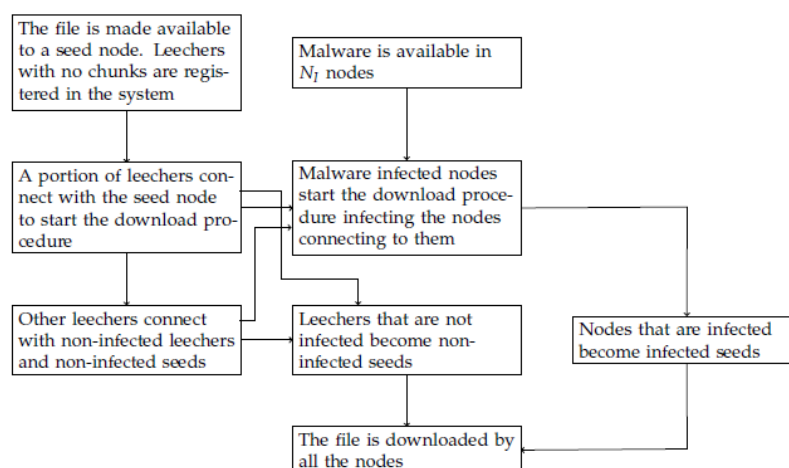 The file is made available
to a seed node. Leechers
with no chunks are regis-
tered in the system
Malware is available in
N_I nodes
A portion of leechers con-
nect with the seed node
to start the download pro-
cedure
Malware infected nodes
start the download proce-
dure infecting the nodes
connecting to them
Other leechers connect
with non-infected leechers
and non-infected seeds
Leechers that are not
infected become non-
infected seeds
Nodes that are infected
become infected seeds
The file is downloaded by
all the nodes